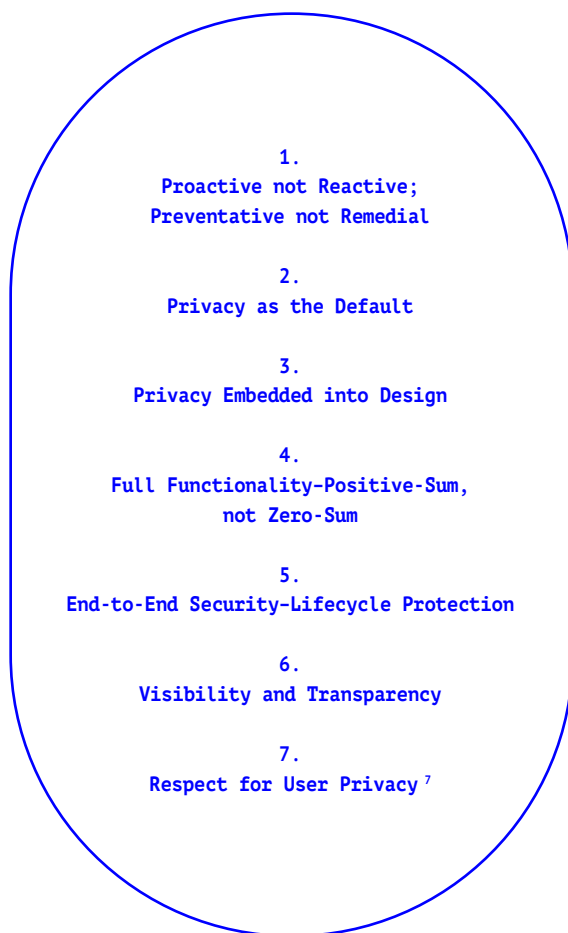 1.
Proactive not Reactive;
Preventative not Remedial
2.
Privacy as the Default
3.
Privacy Embedded into Design
4.
Full Functionality–Positive-Sum,
not Zero-Sum
5.
End-to-End Security–Lifecycle Protection
6.
Visibility and Transparency
7.
Respect for User Privacy 7